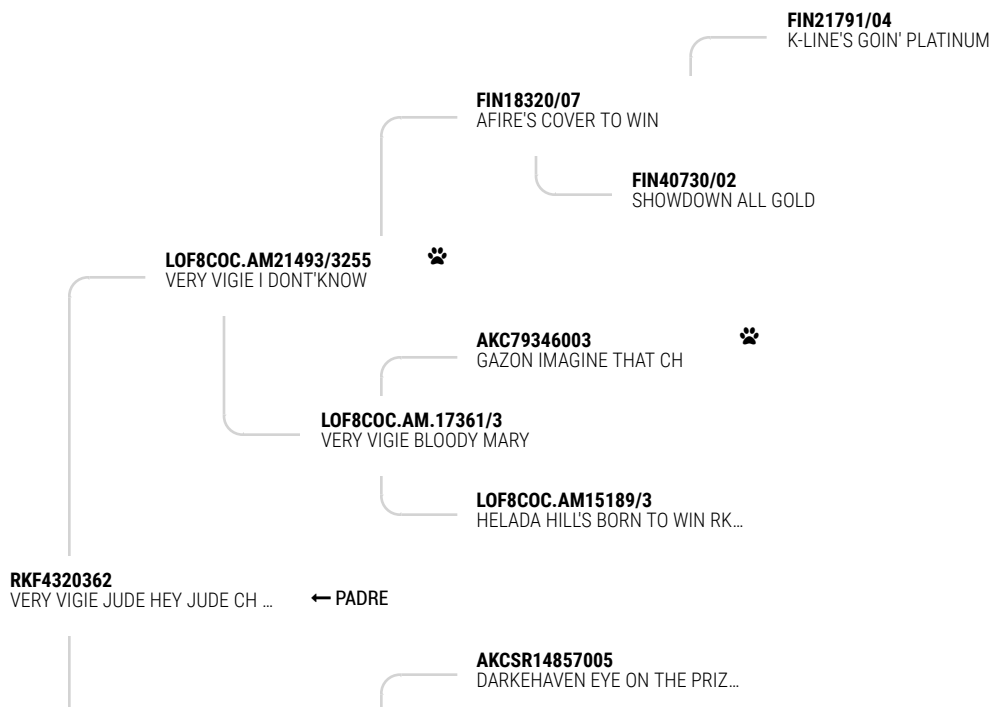 FIN21791/04
K-LINE'S GOIN' PLATINUM
FIN18320/07
AFIRE'S COVER TO WIN
FIN40730/02
SHOWDOWN ALL GOLD
LOF8COC.AM21493/3255
VERY VIGIE I DONT'KNOW
AKC79346003
GAZON IMAGINE THAT CH
LOF8COC.AM.17361/3
VERY VIGIE BLOODY MARY
LOF8COC.AM15189/3
HELADA HILL'S BORN TO WIN RK...
RKF4320362
VERY VIGIE JUDE HEY JUDE CH ...
← PADRE
AKCSR14857005
DARKEHAVEN EYE ON THE PRIZ...